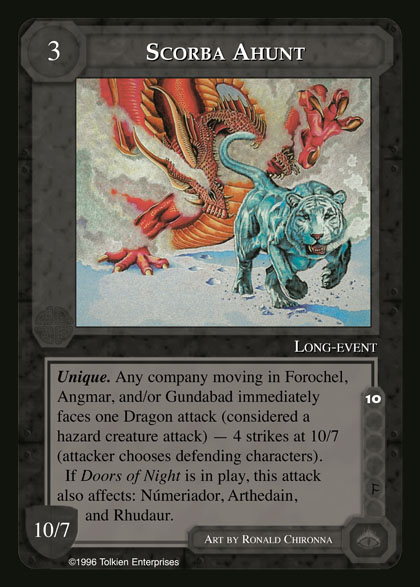 3
SCORBA AHUNT
LONG-EVENT
Unique. Any company moving in Forochel,
Angmar, and/or Gundabad immediately
faces one Dragon attack (considered a
hazard creature attack) — 4 strikes at 10/7
(attacker chooses defending characters).
If Doors of Night is in play, this attack
also affects: Númeriador, Arthedain,
and Rhudaur.
10
F
10/7
ART BY RONALD CHIRONNA
©1996 Tolkien Enterprises